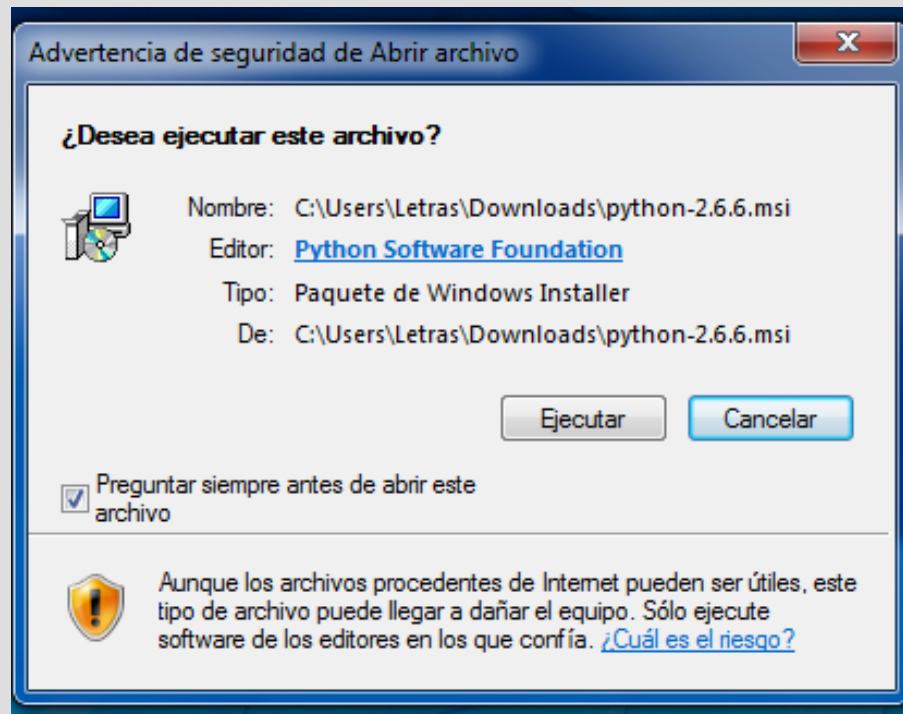 Advertencia de seguridad de Abrir archivo
¿Desea ejecutar este archivo?
Nombre: C:\Users\Letras\Downloads\python-2.6.6.msi
Editor: Python Software Foundation
Tipo: Paquete de Windows Installer
De: C:\Users\Letras\Downloads\python-2.6.6.msi
Ejecutar Cancelar
Preguntar siempre antes de abrir este
archivo
Aunque los archivos procedentes de Internet pueden ser útiles, este
tipo de archivo puede llegar a dañar el equipo. Sólo ejecute
software de los editores en los que confía. ¿Cuál es el riesgo?